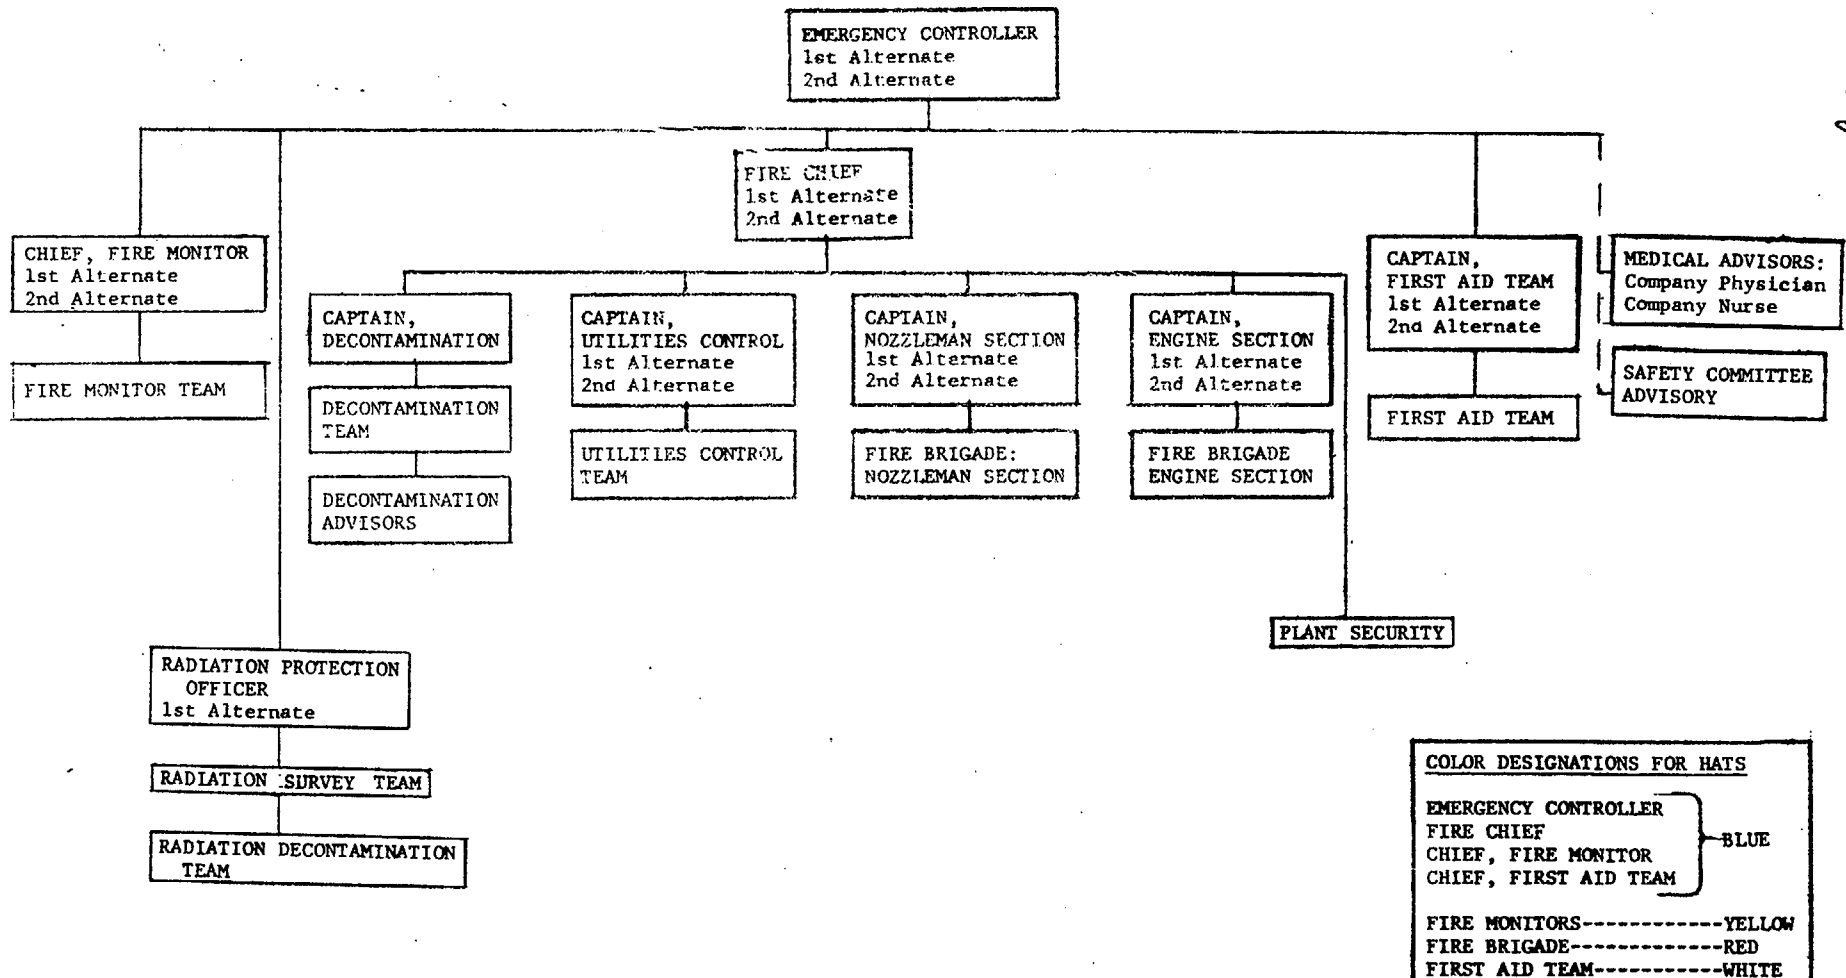 EMERGENCY CONTROLLER
1st Alternate
2nd Alternate
FIRE CHIEF
1st Alternate
2nd Alternate
CHIEF, FIRE MONITOR
1st Alternate
2nd Alternate
FIRE MONITOR TEAM
CAPTAIN,
DECONTAMINATION
DECONTAMINATION
TEAM
DECONTAMINATION
ADVISORS
CAPTAIN,
UTILITIES CONTROL
1st Alternate
2nd Alternate
UTILITIES CONTROL
TEAM
CAPTAIN,
NOZZLEMAN SECTION
1st Alternate
2nd Alternate
FIRE BRIGADE:
NOZZLEMAN SECTION
CAPTAIN,
ENGINE SECTION
1st Alternate
2nd Alternate
FIRE BRIGADE
ENGINE SECTION
CAPTAIN,
FIRST AID TEAM
1st Alternate
2nd Alternate
FIRST AID TEAM
MEDICAL ADVISORS:
Company Physician
Company Nurse
SAFETY COMMITTEE
ADVISORY
PLANT SECURITY
RADIATION PROTECTION
OFFICER
1st Alternate
RADIATION SURVEY TEAM
RADIATION DECONTAMINATION
TEAM
COLOR DESIGNATIONS FOR HATS
EMERGENCY CONTROLLER
FIRE CHIEF
CHIEF, FIRE MONITOR
CHIEF, FIRST AID TEAM
BLUE
FIRE MONITORS------------YELLOW
FIRE BRIGADE-------------RED
FIRST AID TEAM-----------WHITE